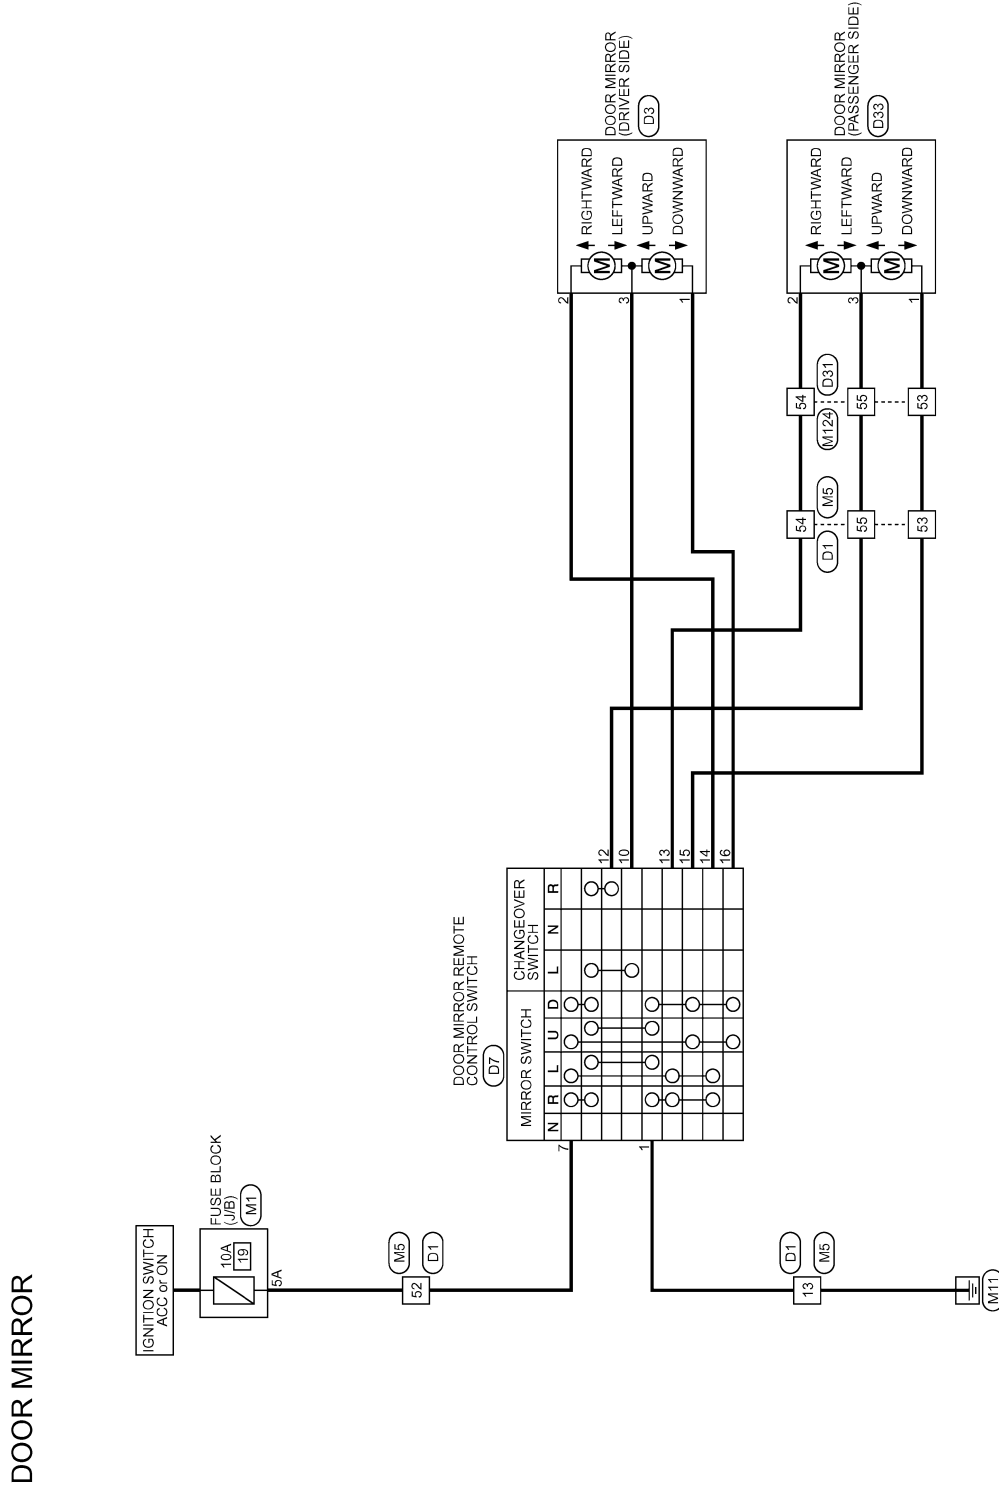 DOOR MIRROR
IGNITION SWITCH
ACC or ON
FUSE BLOCK
(J/B)
M1
10A
19
5A
M5
D1
52
D1
M5
13
M11
DOOR MIRROR REMOTE
CONTROL SWITCH
D7
MIRROR SWITCH
CHANGEOVER
SWITCH
N R L U D L N R
7
1
12
10
13
15
14
16
DOOR MIRROR
(DRIVER SIDE)
D3
RIGHTWARD
LEFTWARD
UPWARD
DOWNWARD
M
M
2
3
1
DOOR MIRROR
(PASSENGER SIDE)
D33
RIGHTWARD
LEFTWARD
UPWARD
DOWNWARD
M
M
2
3
1
54
55
53
M124
D31
54
55
53
D1
M5